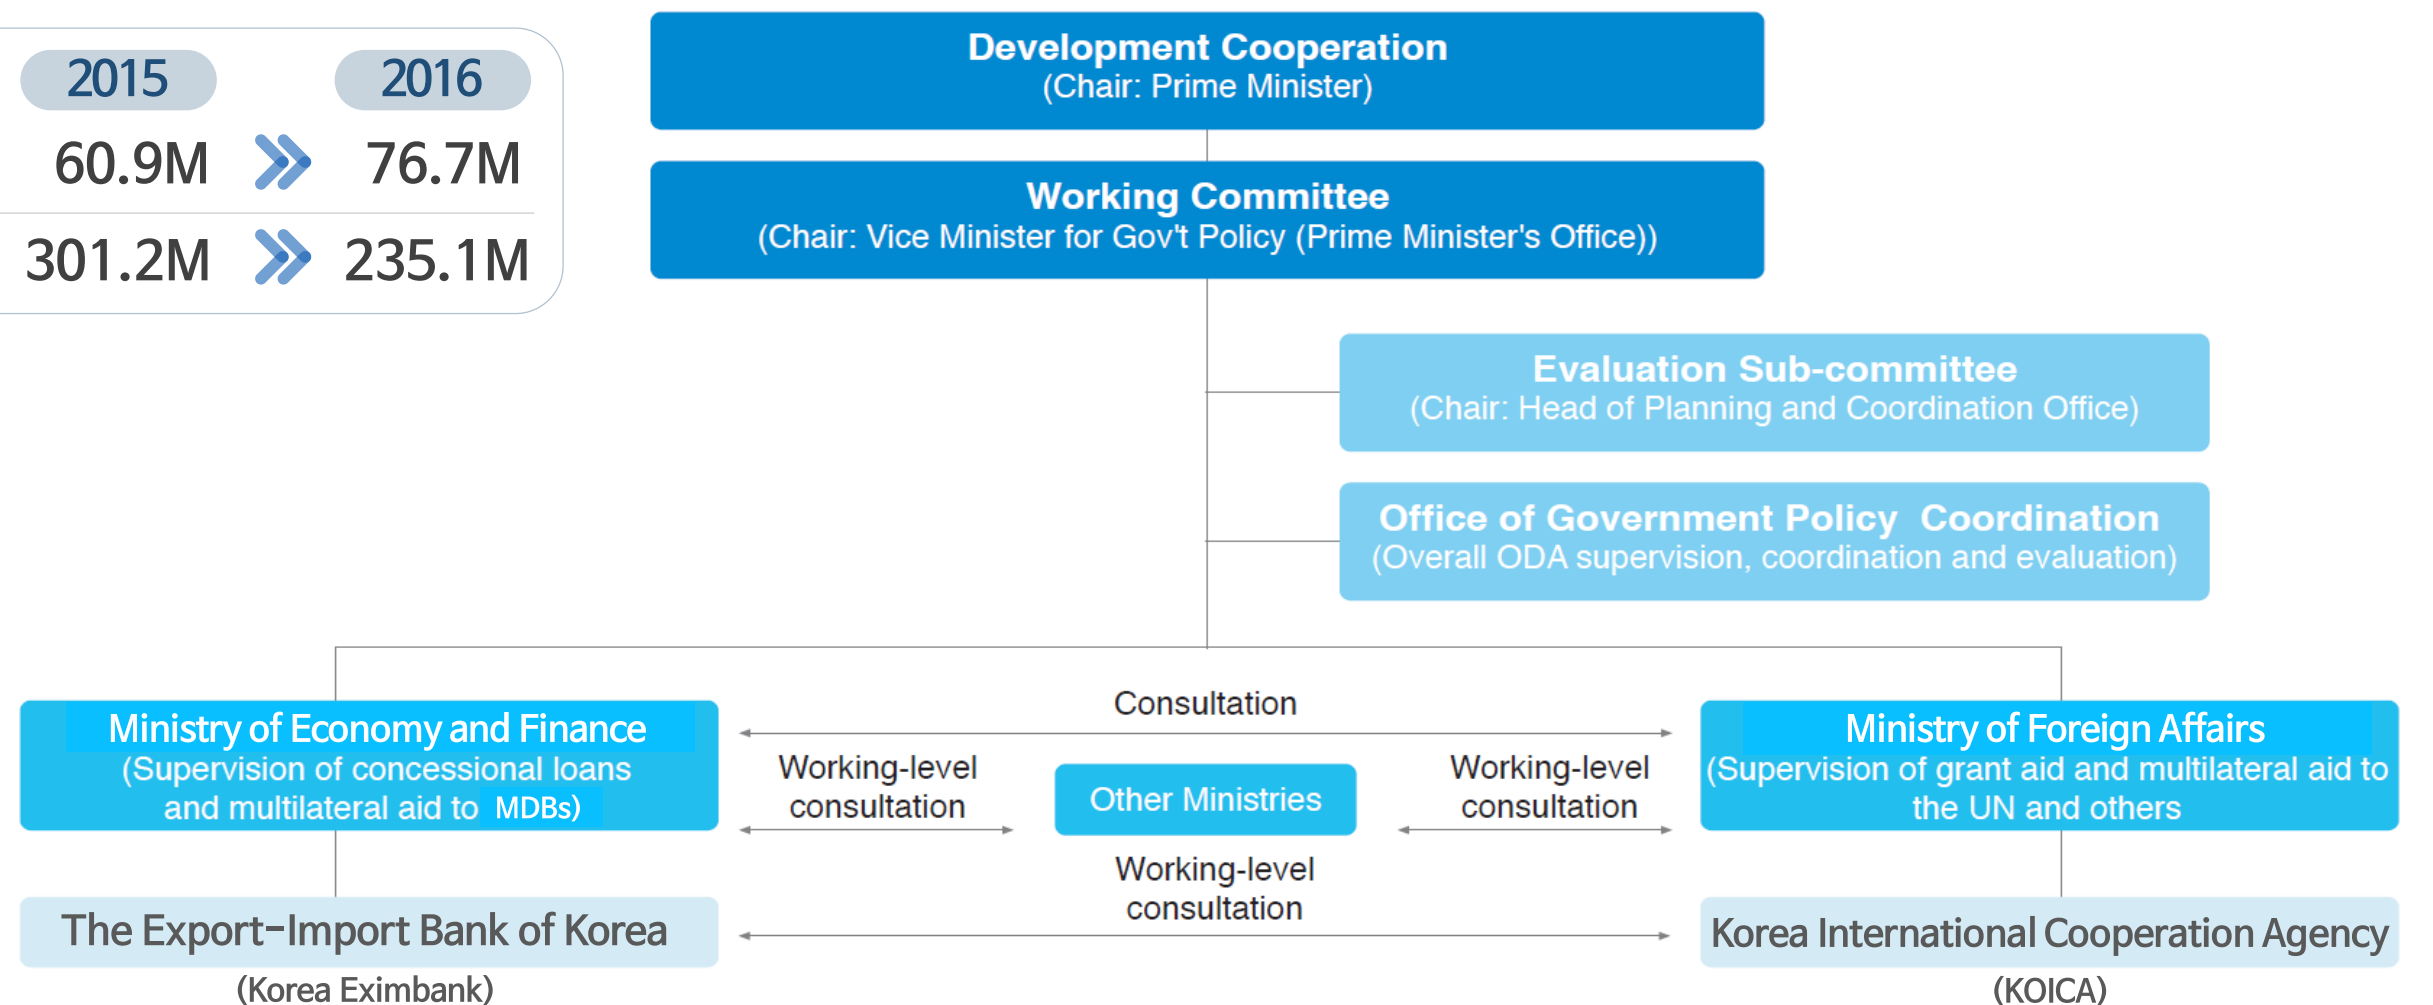 2015 2016
60.9M 76.7M
301.2M 235.1M
Development Cooperation
(Chair: Prime Minister)
Working Committee
(Chair: Vice Minister for Gov't Policy (Prime Minister's Office))
Evaluation Sub-committee
(Chair: Head of Planning and Coordination Office)
Office of Government Policy Coordination
(Overall ODA supervision, coordination and evaluation)
Ministry of Economy and Finance
(Supervision of concessional loans
and multilateral aid to MDBs)
Consultation
Working-level
consultation
Other Ministries
Working-level
consultation
Working-level
consultation
Ministry of Foreign Affairs
(Supervision of grant aid and multilateral aid to
the UN and others
The Export-Import Bank of Korea
(Korea Eximbank)
Korea International Cooperation Agency
(KOICA)